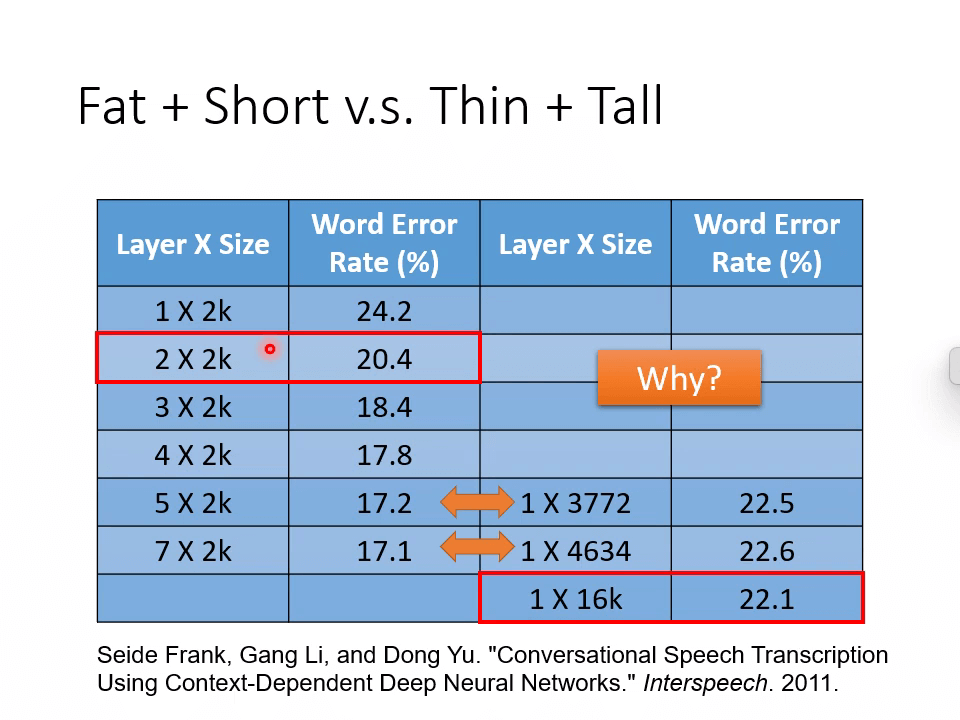 Fat + Short v.s. Thin + Tall
Layer X Size Word Error Rate (%) Layer X Size Word Error Rate (%)
1 X 2k 24.2
2 X 2k 20.4
Why?
3 X 2k 18.4
4 X 2k 17.8
5 X 2k 17.2 1 X 3772 22.5
7 X 2k 17.1 1 X 4634 22.6
1 X 16k 22.1
Seide Frank, Gang Li, and Dong Yu. "Conversational Speech Transcription
Using Context-Dependent Deep Neural Networks." Interspeech. 2011.